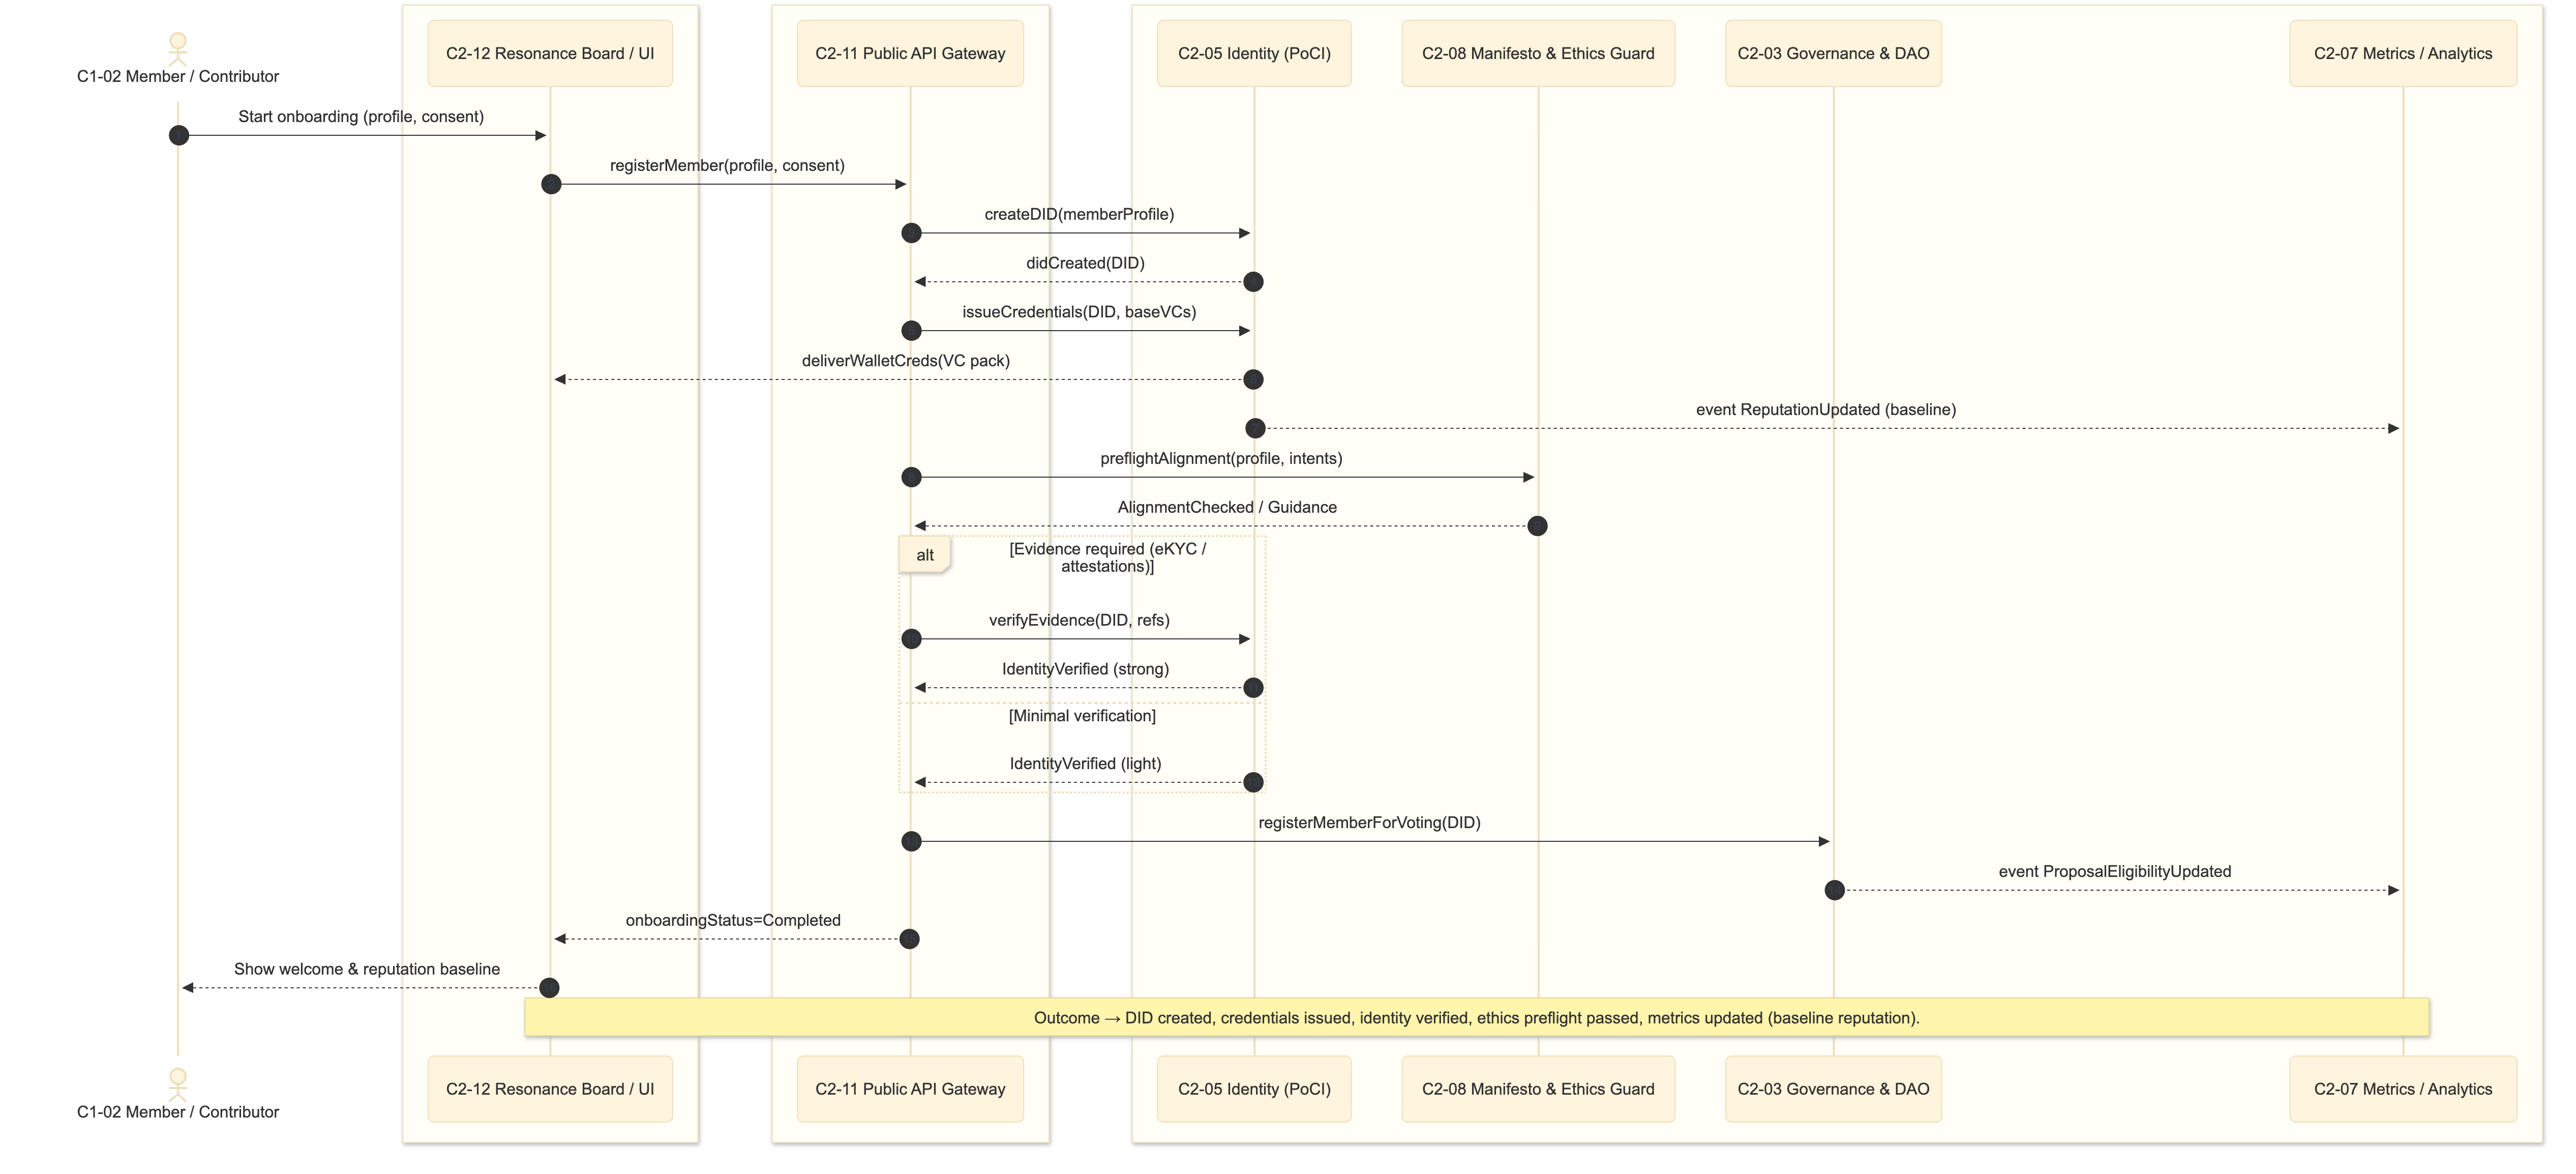 C1-02 Member / Contributor
C2-12 Resonance Board / UI
C2-11 Public API Gateway
C2-05 Identity (PoCI)
C2-08 Manifesto & Ethics Guard
C2-03 Governance & DAO
C2-07 Metrics / Analytics
Start onboarding (profile, consent)
registerMember(profile, consent)
createDID(memberProfile)
didCreated(DID)
issueCredentials(DID, baseVCs)
deliverWalletCreds(VC pack)
event ReputationUpdated (baseline)
preflightAlignment(profile, intents)
AlignmentChecked / Guidance
alt
[Evidence required (eKYC /
attestations)]
verifyEvidence(DID, refs)
IdentityVerified (strong)
[Minimal verification]
IdentityVerified (light)
registerMemberForVoting(DID)
event ProposalEligibilityUpdated
onboardingStatus=Completed
Show welcome & reputation baseline
Outcome → DID created, credentials issued, identity verified, ethics preflight passed, metrics updated (baseline reputation).
C1-02 Member / Contributor
C2-12 Resonance Board / UI
C2-11 Public API Gateway
C2-05 Identity (PoCI)
C2-08 Manifesto & Ethics Guard
C2-03 Governance & DAO
C2-07 Metrics / Analytics